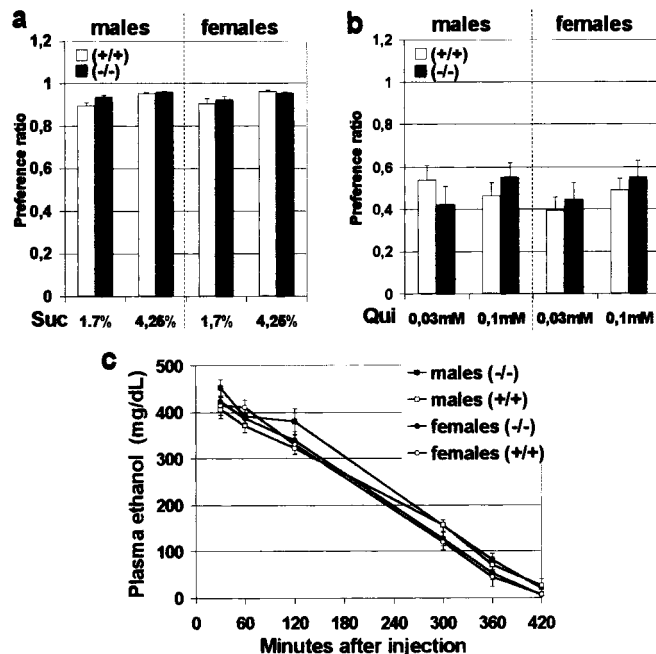 a
males females
1,2
1
0,8
0,6
0,4
0,2
0
Preference ratio
(+/+)
(-/-)
Suc 1.7% 4,25% 1,7% 4,25%
b
males females
1,2
1
0,8
0,6
0,4
0,2
0
Preference ratio
(+/+)
(-/-)
Qui 0,03mM 0,1mM 0,03mM 0,1mM
c
500
400
300
200
100
0
Plasma ethanol (mg/dL)
males (-/-)
males (+/+)
females (-/-)
females (+/+)
0 60 120 180 240 300 360 420
Minutes after injection